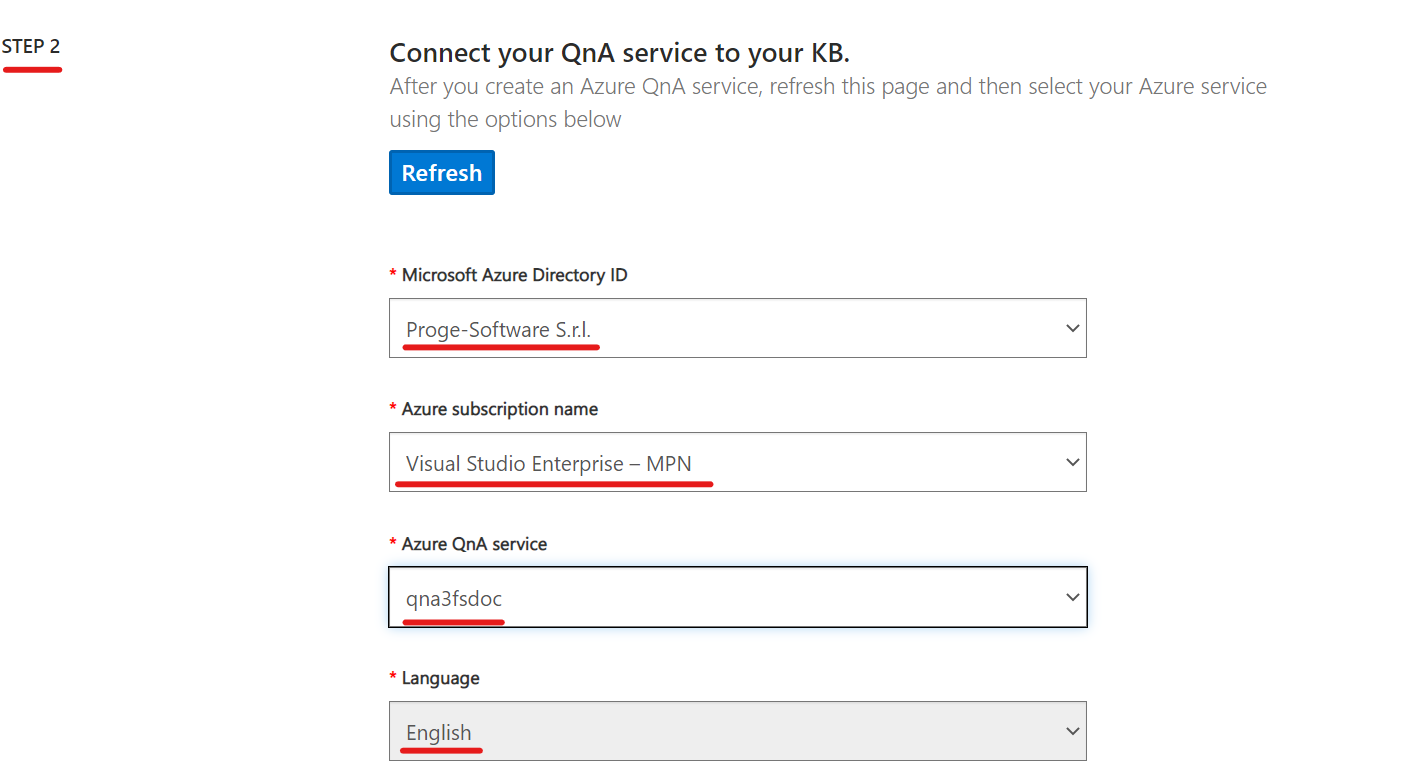 STEP 2
Connect your QnA service to your KB.
After you create an Azure QnA service, refresh this page and then select your Azure service
using the options below
Refresh
* Microsoft Azure Directory ID
Proge-Software S.r.l.
* Azure subscription name
Visual Studio Enterprise – MPN
* Azure QnA service
qna3fsdoc
* Language
English